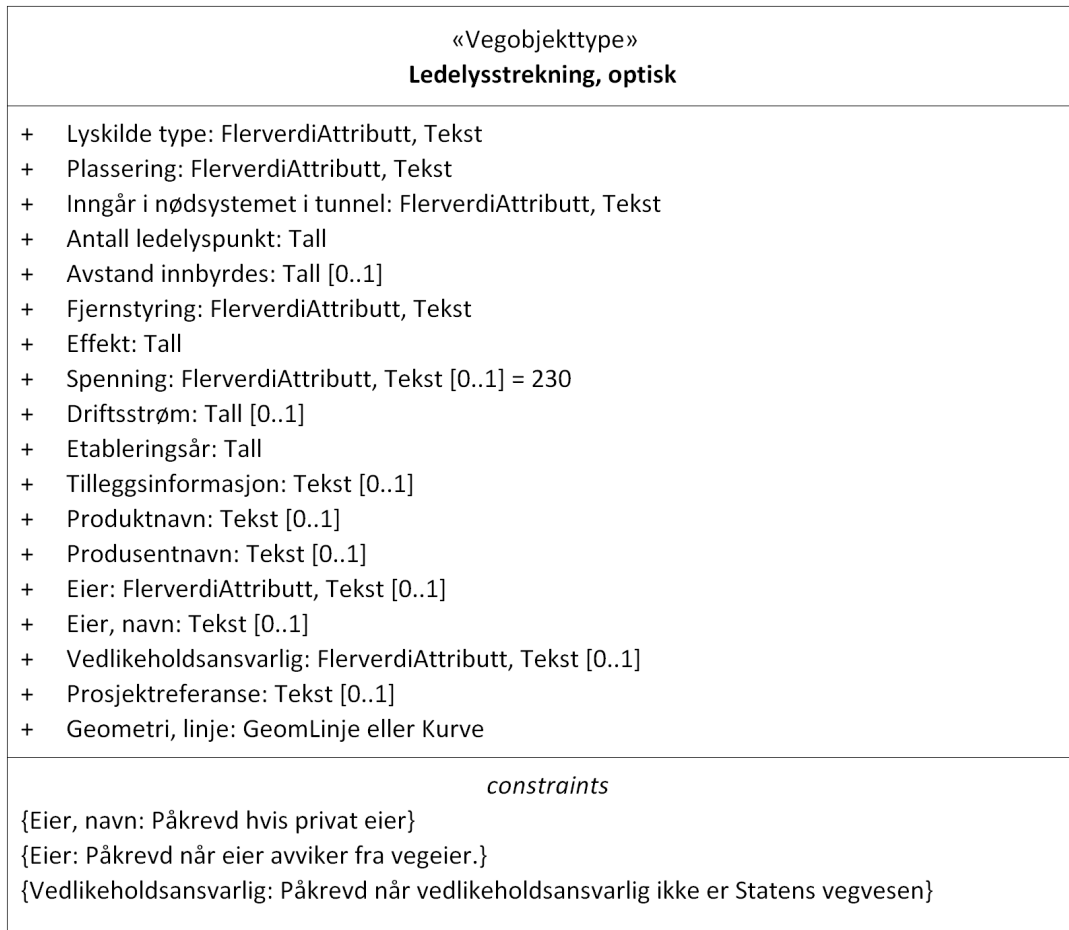 «Vegobjekttype»
Ledelysstrekning, optisk
+ Lyskilde type: FlerverdiAttributt, Tekst
+ Plassering: FlerverdiAttributt, Tekst
+ Inngår i nødsystemet i tunnel: FlerverdiAttributt, Tekst
+ Antall ledelyspunkt: Tall
+ Avstand innbyrdes: Tall [0..1]
+ Fjernstyring: FlerverdiAttributt, Tekst
+ Effekt: Tall
+ Spenning: FlerverdiAttributt, Tekst [0..1] = 230
+ Driftsstrøm: Tall [0..1]
+ Etableringsår: Tall
+ Tilleggsinformasjon: Tekst [0..1]
+ Produktnavn: Tekst [0..1]
+ Produsentnavn: Tekst [0..1]
+ Eier: FlerverdiAttributt, Tekst [0..1]
+ Eier, navn: Tekst [0..1]
+ Vedlikeholdsansvarlig: FlerverdiAttributt, Tekst [0..1]
+ Prosjektreferanse: Tekst [0..1]
+ Geometri, linje: GeomLinje eller Kurve
constraints
{Eier, navn: Påkrevd hvis privat eier}
{Eier: Påkrevd når eier avviker fra vegeier.}
{Vedlikeholdsansvarlig: Påkrevd når vedlikeholdsansvarlig ikke er Statens vegvesen}